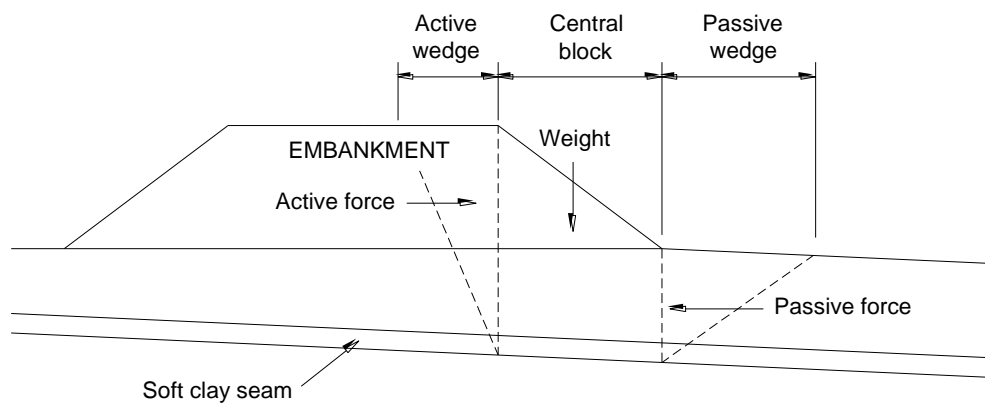 Active
wedge
Central
block
Passive
wedge
EMBANKMENT
Weight
Active force
Passive force
Soft clay seam